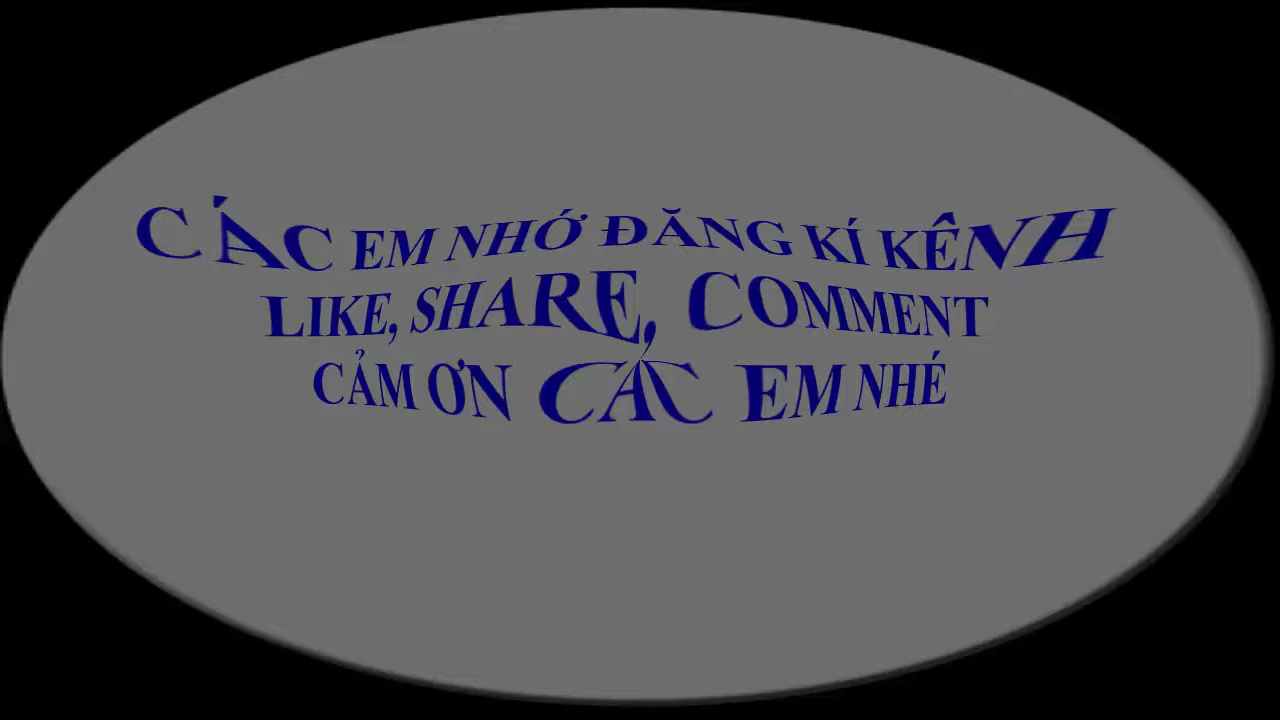 CÁC EM NHỚ ĐĂNG KÍ KÊNH
LIKE, SHARE, COMMENT
CẢM ƠN CÁC EM NHÉ